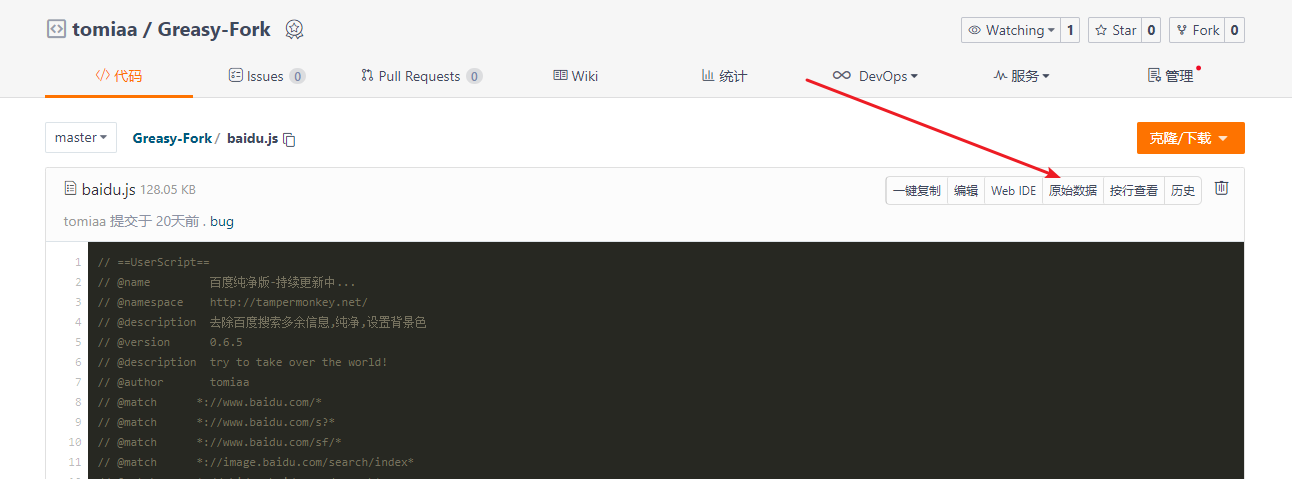 tomiaa / Greasy-Fork
Watching 1 Star 0 Fork 0
代码 Issues 0 Pull Requests 0 Wiki 统计 DevOps 服务 管理
master Greasy-Fork / baidu.js 克隆/下载
baidu.js 128.05 KB 一键复制 编辑 Web IDE 原始数据 按行查看 历史
tomiaa 提交于 20天前 . bug
1 // ==UserScript==
2 // @name 百度纯净版-持续更新中...
3 // @namespace http://tampermonkey.net/
4 // @description 去除百度搜索多余信息,纯净,设置背景色
5 // @version 0.6.5
6 // @description try to take over the world!
7 // @author tomiaa
8 // @match *://www.baidu.com/*
9 // @match *://www.baidu.com/s?*
10 // @match *://www.baidu.com/sf/*
11 // @match *://image.baidu.com/search/index*